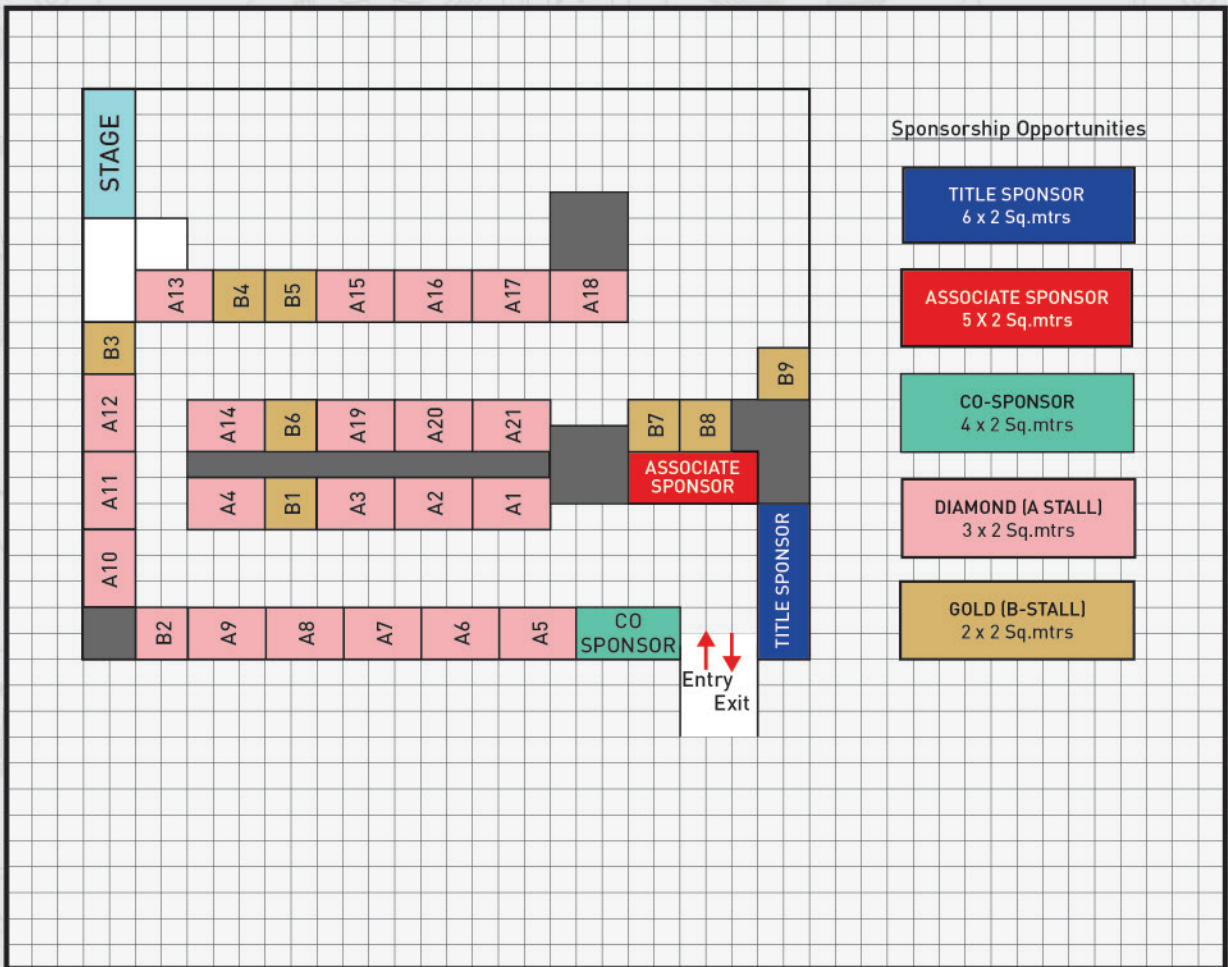 STAGE
Sponsorship Opportunities
TITLE SPONSOR
6 x 2 Sq.mtrs
ASSOCIATE SPONSOR
5 X 2 Sq.mtrs
CO-SPONSOR
4 x 2 Sq.mtrs
DIAMOND (A STALL)
3 x 2 Sq.mtrs
GOLD (B-STALL)
2 x 2 Sq.mtrs
A13
B4
B5
A15
A16
A17
A18
B3
A12
A11
A10
B9
A14
B6
A19
A20
A21
B7
B8
ASSOCIATE
SPONSOR
A4
B1
A3
A2
A1
TITLE SPONSOR
B2
A9
A8
A7
A6
A5
CO
SPONSOR
Entry
Exit